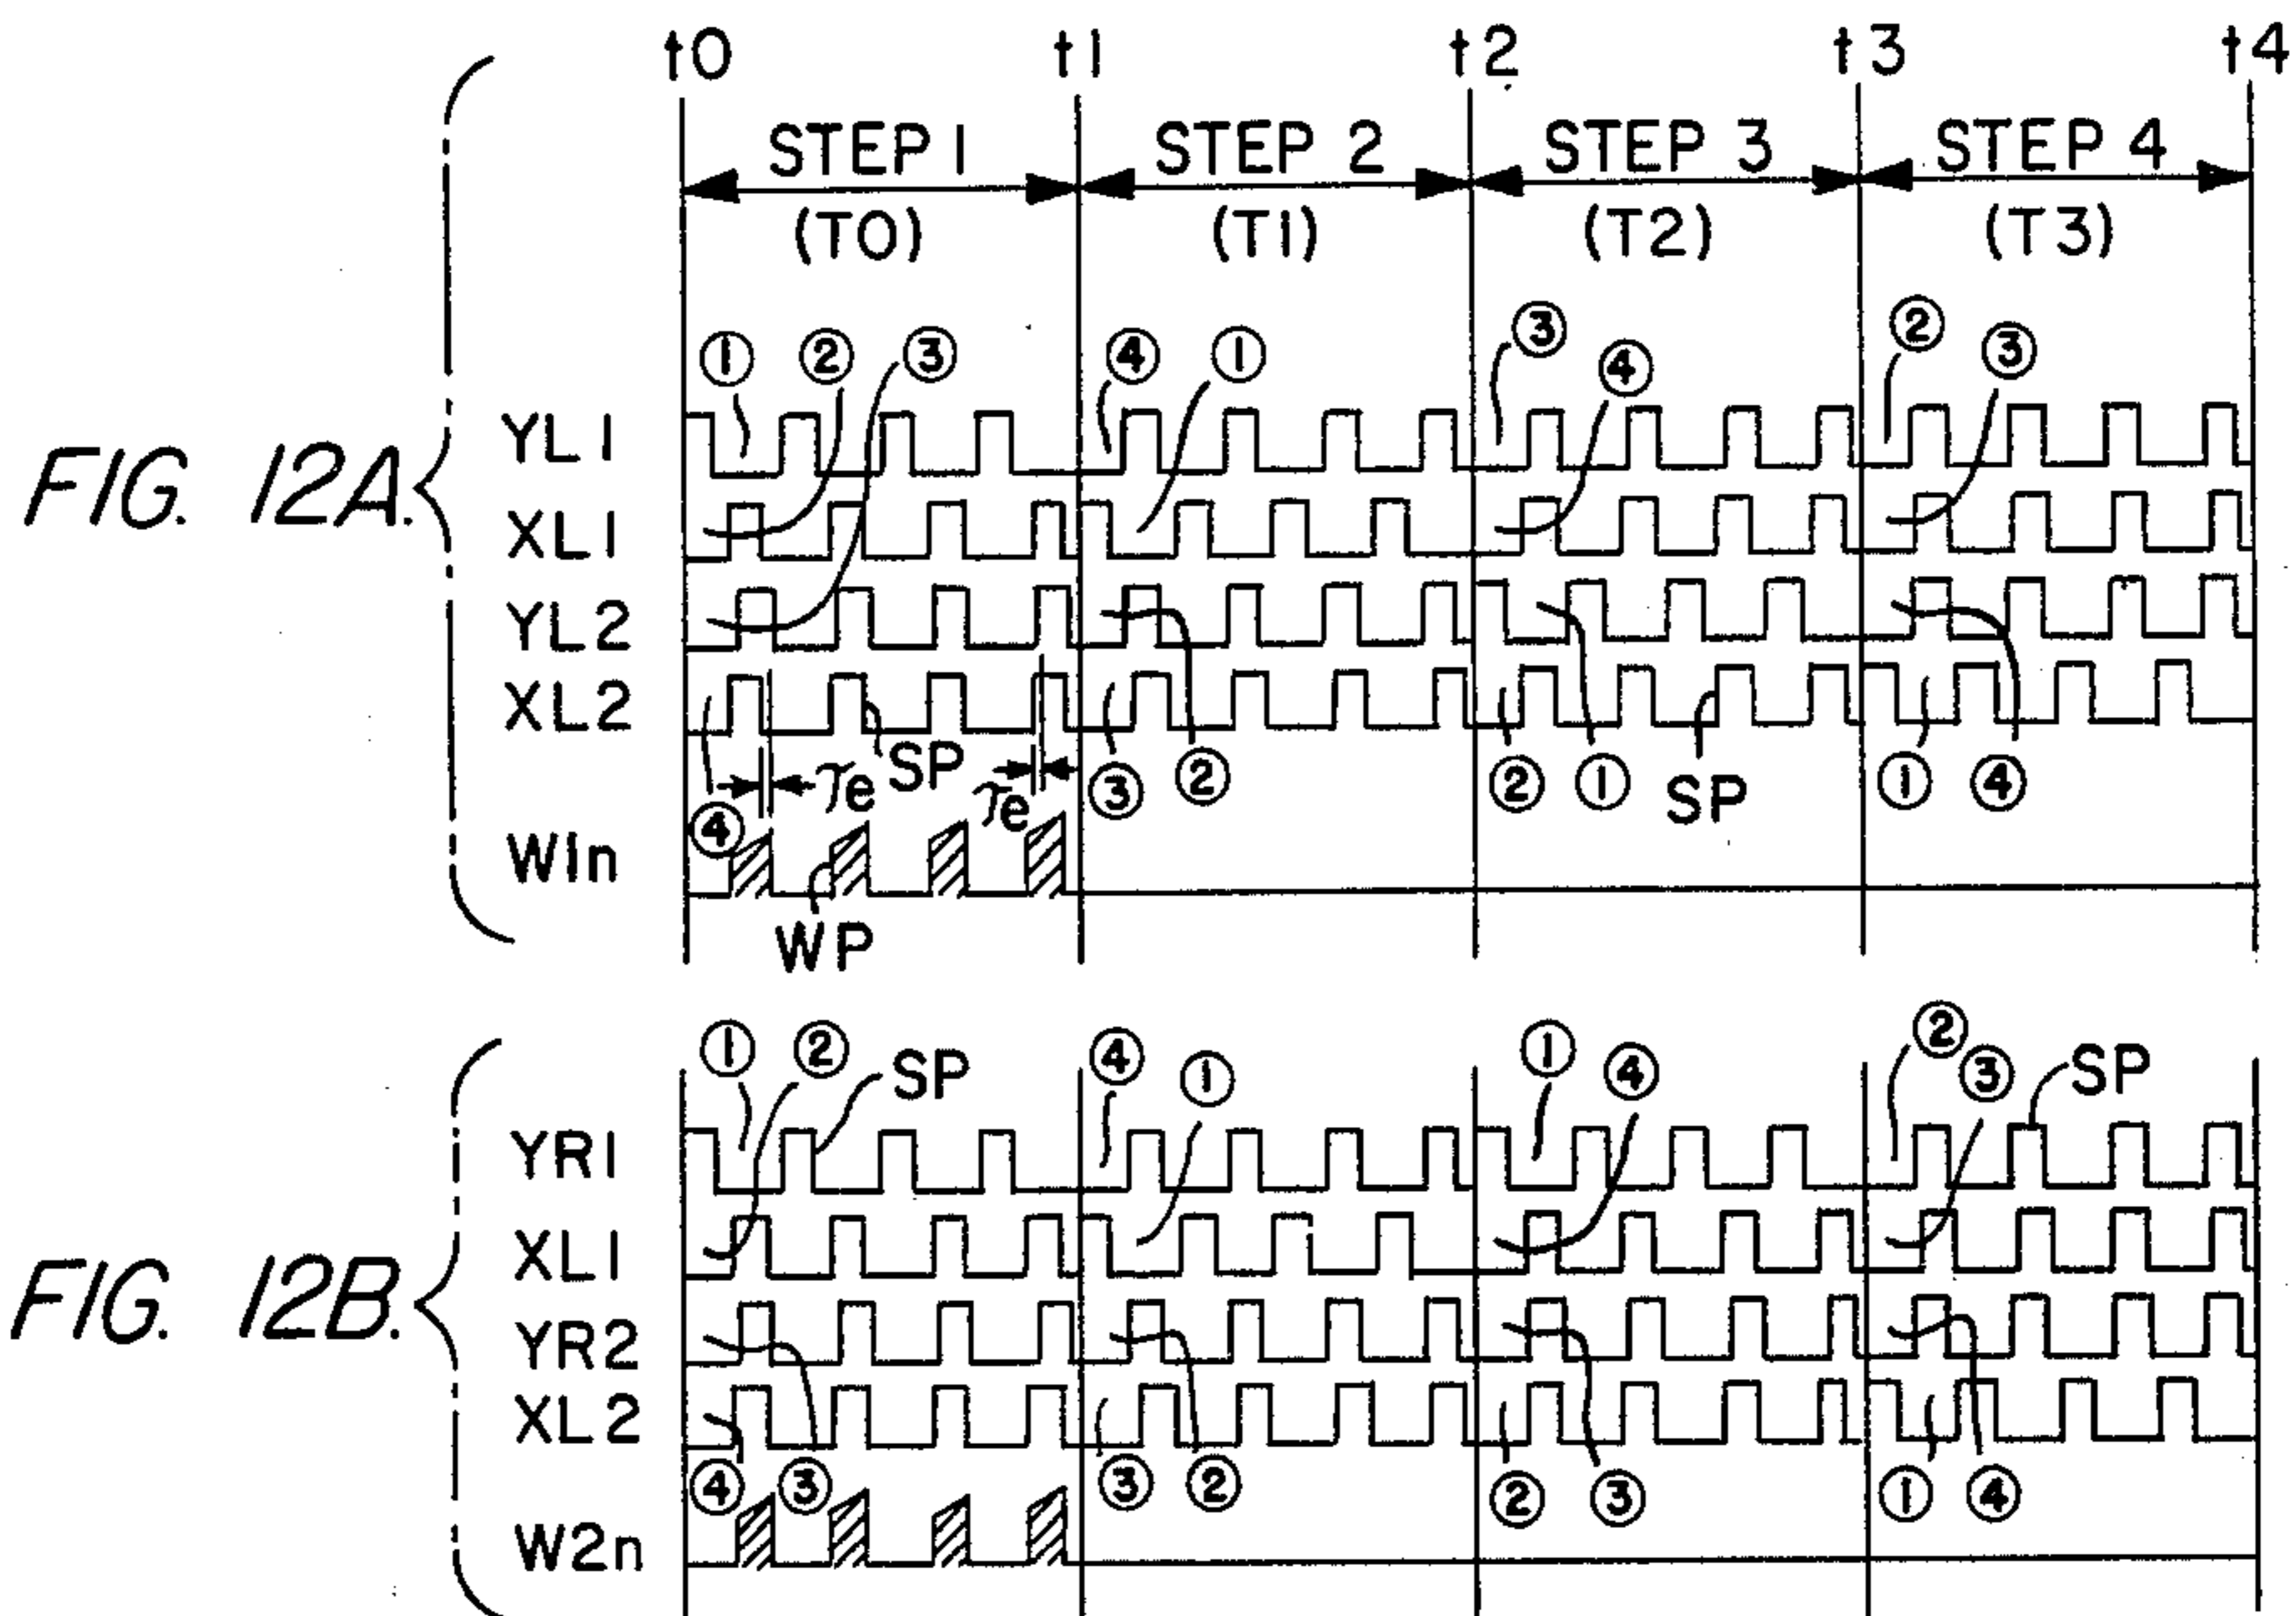 t0 t1 t2 t3 t4
STEP 1 STEP 2 STEP 3 STEP 4
(T0) (T1) (T2) (T3)
① ② ③ ④ ① ③ ④ ② ③
FIG. 12A.
YL1
XL1
YL2
XL2
④ τe SP τe ③ ② ② ① SP ① ④
W1n
WP
① ② SP ④ ① ① ④ ② ③ SP
FIG. 12B.
YR1
XL1
YR2
XL2
④ ③ ③ ② ② ③ ① ④
W2n